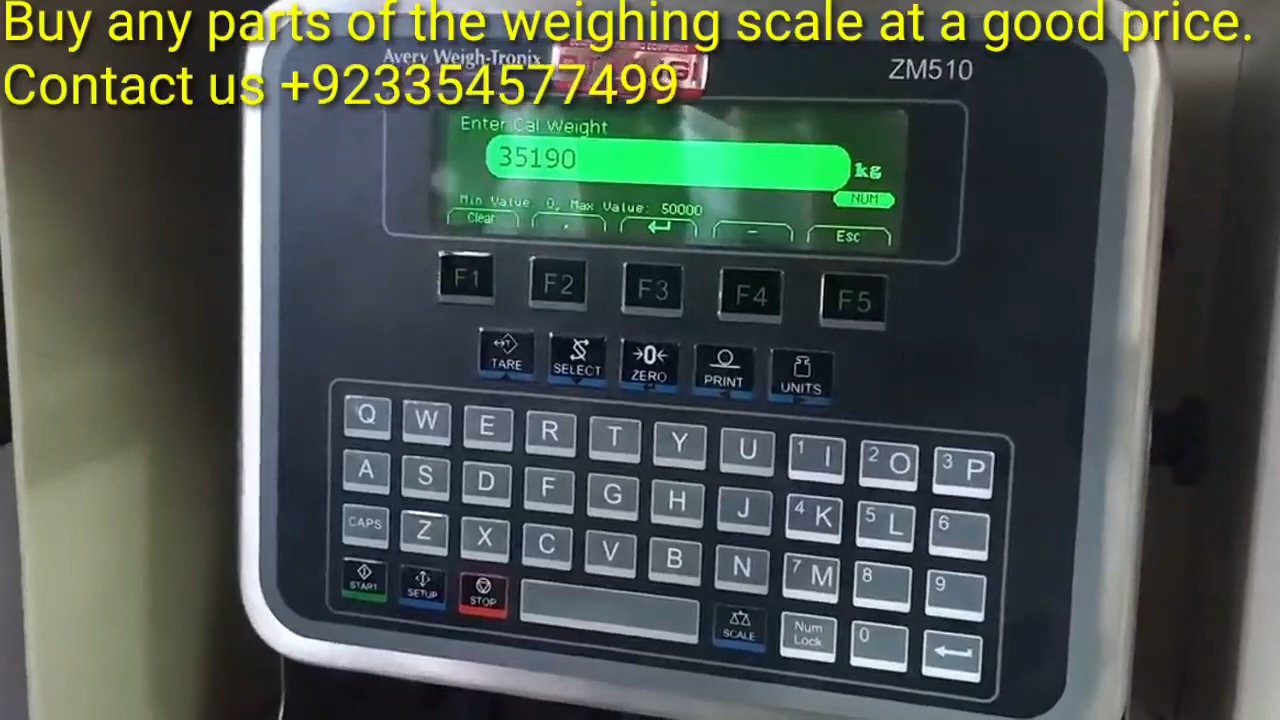 Buy any parts of the weighing scale at a good price.
Contact us +923354577499
Avery Weigh-Tronix
ZM510
Enter Cal Weight
35190
kg
NUM
Min Value: 0, Max Value: 50000
Clear . - Esc
F1 F2 F3 F4 F5
T
TARE SELECT →0← ZERO PRINT UNITS
Q W E R T Y U 1 I 2 O 3 P
A S D F G H J 4 K 5 L 6
CAPS Z X C V B N 7 M 8 9
START SETUP STOP SCALE Num Lock 0